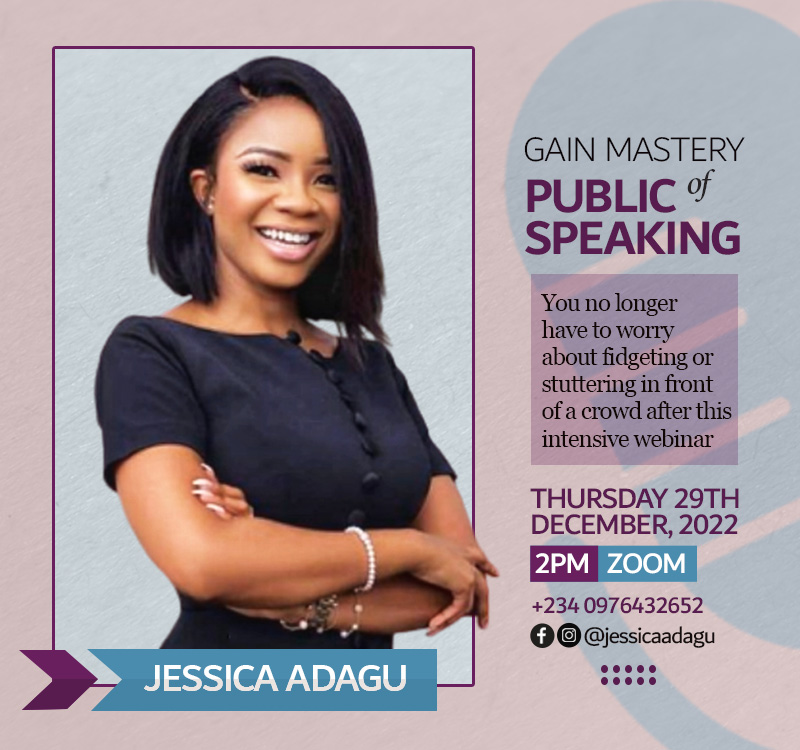 GAIN MASTERY
of
PUBLIC
SPEAKING
You no longer
have to worry
about fidgeting or
stuttering in front
of a crowd after this
intensive webinar
THURSDAY 29TH
DECEMBER, 2022
2PM ZOOM
+234 0976432652
@jessicaadagu
JESSICA ADAGU